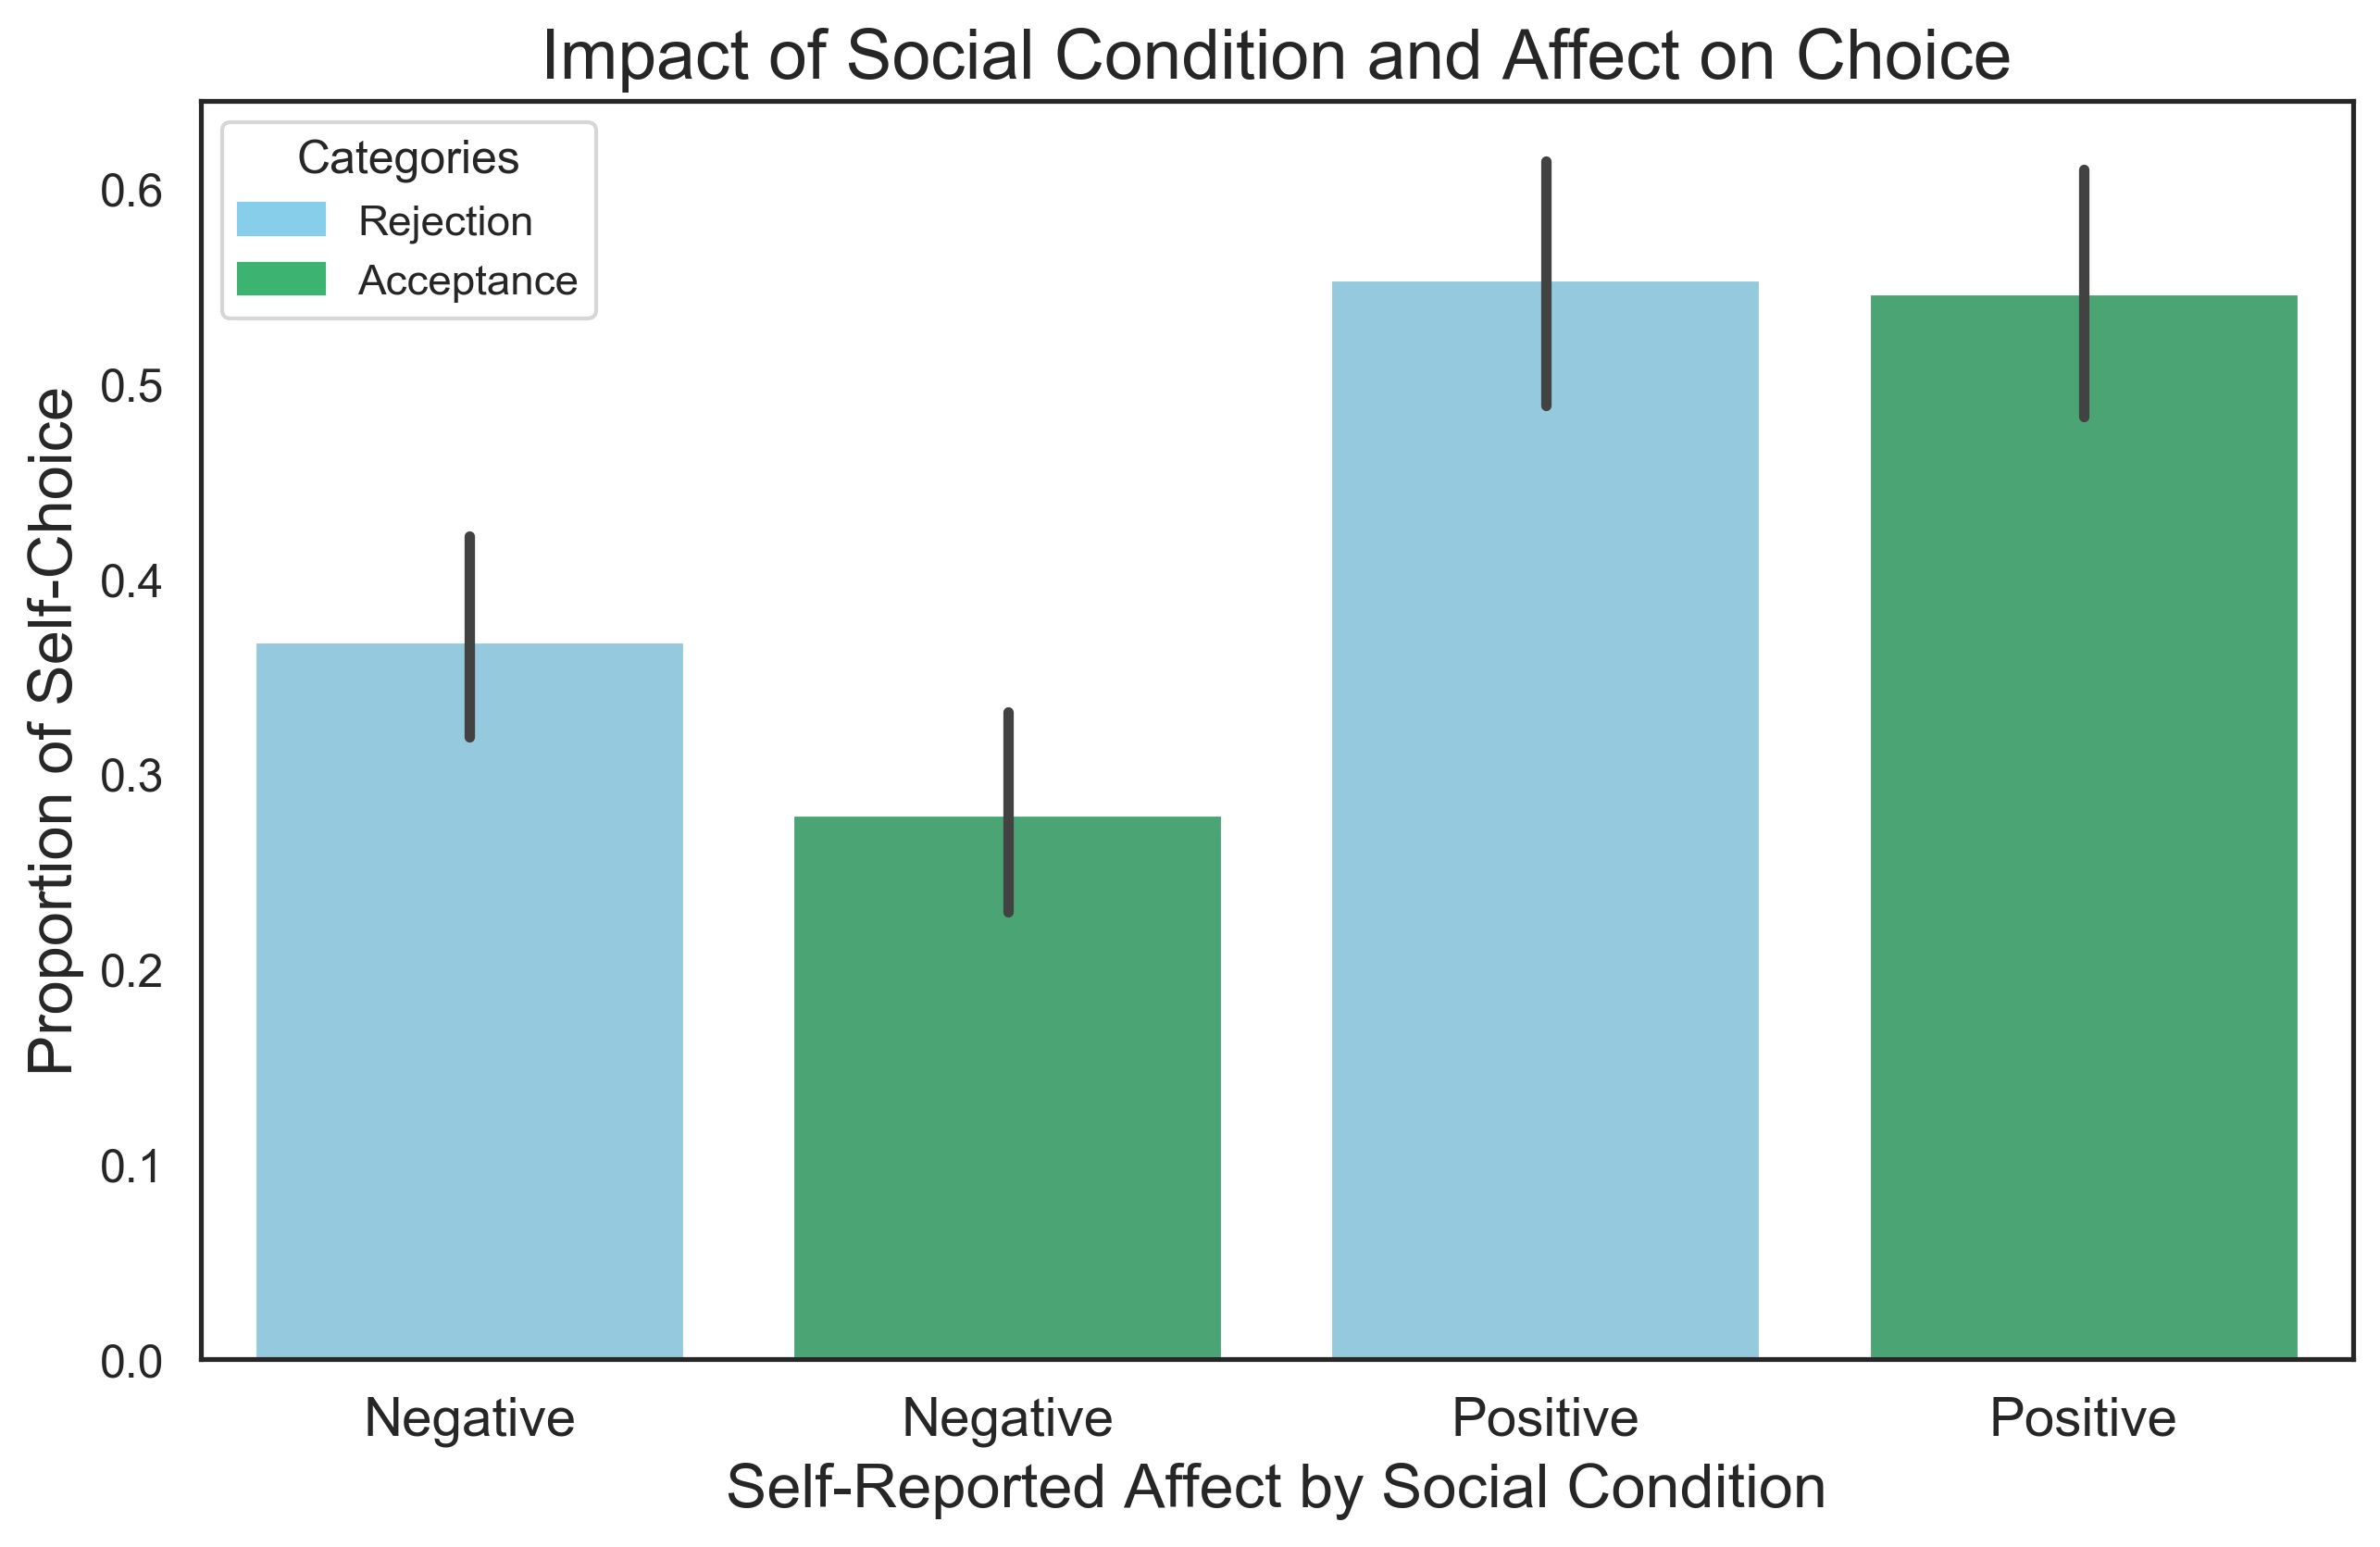 Impact of Social Condition and Affect on Choice
Categories
Rejection
Acceptance
Proportion of Self-Choice
0.6
0.5
0.4
0.3
0.2
0.1
0.0
Negative
Negative
Positive
Positive
Self-Reported Affect by Social Condition